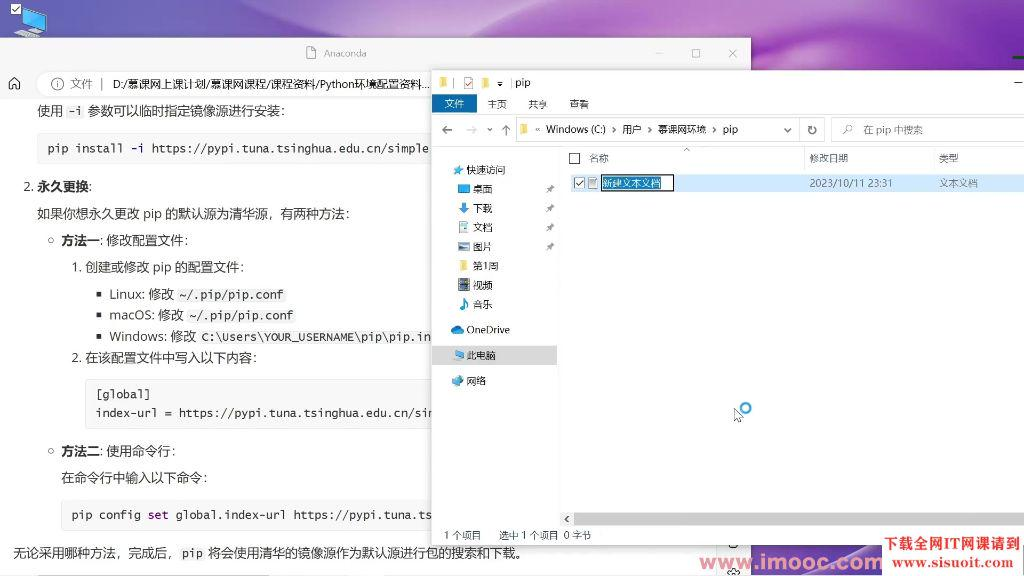 Anaconda
文件
D:/慕课网上课计划/慕课网课程/课程资料/Python环境配置资料...
使用 -i 参数可以临时指定镜像源进行安装:
pip install -i https://pypi.tuna.tsinghua.edu.cn/simple
2. 永久更换:
如果你想永久更改 pip 的默认源为清华源，有两种方法:
方法一: 修改配置文件:
1. 创建或修改 pip 的配置文件:
Linux: 修改 ~/.pip/pip.conf
macOS: 修改 ~/.pip/pip.conf
Windows: 修改 C:\Users\YOUR_USERNAME\pip\pip.in
2. 在该配置文件中写入以下内容:
[global]
index-url = https://pypi.tuna.tsinghua.edu.cn/sim
方法二: 使用命令行:
在命令行中输入以下命令:
pip config set global.index-url https://pypi.tuna.ts
无论采用哪种方法，完成后，pip 将会使用清华的镜像源作为默认源进行包的搜索和下载。
pip
文件 主页 共享 查看
« Windows (C:) > 用户 > 慕课网环境 > pip
在 pip 中搜索
名称 修改日期 类型
新建文本文档 2023/10/11 23:31 文本文档
快速访问
桌面
下载
文档
图片
第1周
视频
音乐
OneDrive
此电脑
网络
1 个项目 选中 1 个项目 0 字节
www.imooc.com
下载全网IT网课请到
www.sisuoit.com